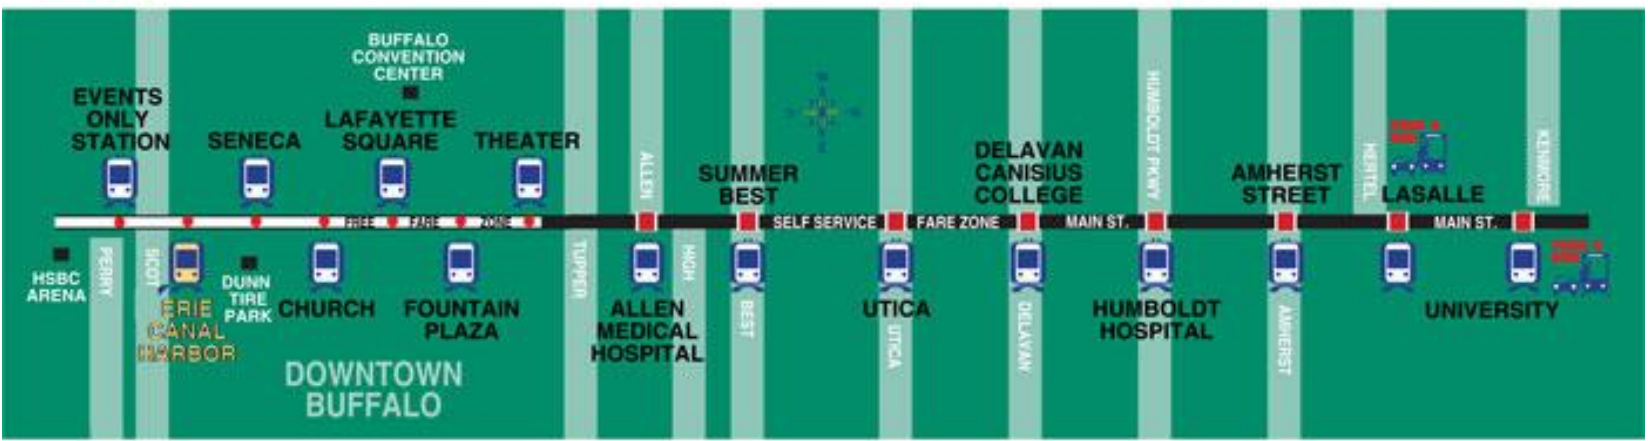 BUFFALO
CONVENTION
CENTER
EVENTS
ONLY
STATION
SENECA
LAFAYETTE
SQUARE
THEATER
ALLEN
SUMMER
BEST
DELAVAN
CANISIUS
COLLEGE
HUMBOLDT PKWY
AMHERST
STREET
HERTEL
LASALLE
KENMORE
FREE FARE ZONE
SELF SERVICE
FARE ZONE
MAIN ST.
MAIN ST.
HSBC
ARENA
PERRY
SCOT
ERIE
CANAL
HARBOR
DUNN
TIRE
PARK
CHURCH
FOUNTAIN
PLAZA
TUPPER
ALLEN
MEDICAL
HOSPITAL
HIGH
BEST
UTICA
UTICA
DELAVAN
HUMBOLDT
HOSPITAL
AMHERST
UNIVERSITY
DOWNTOWN
BUFFALO